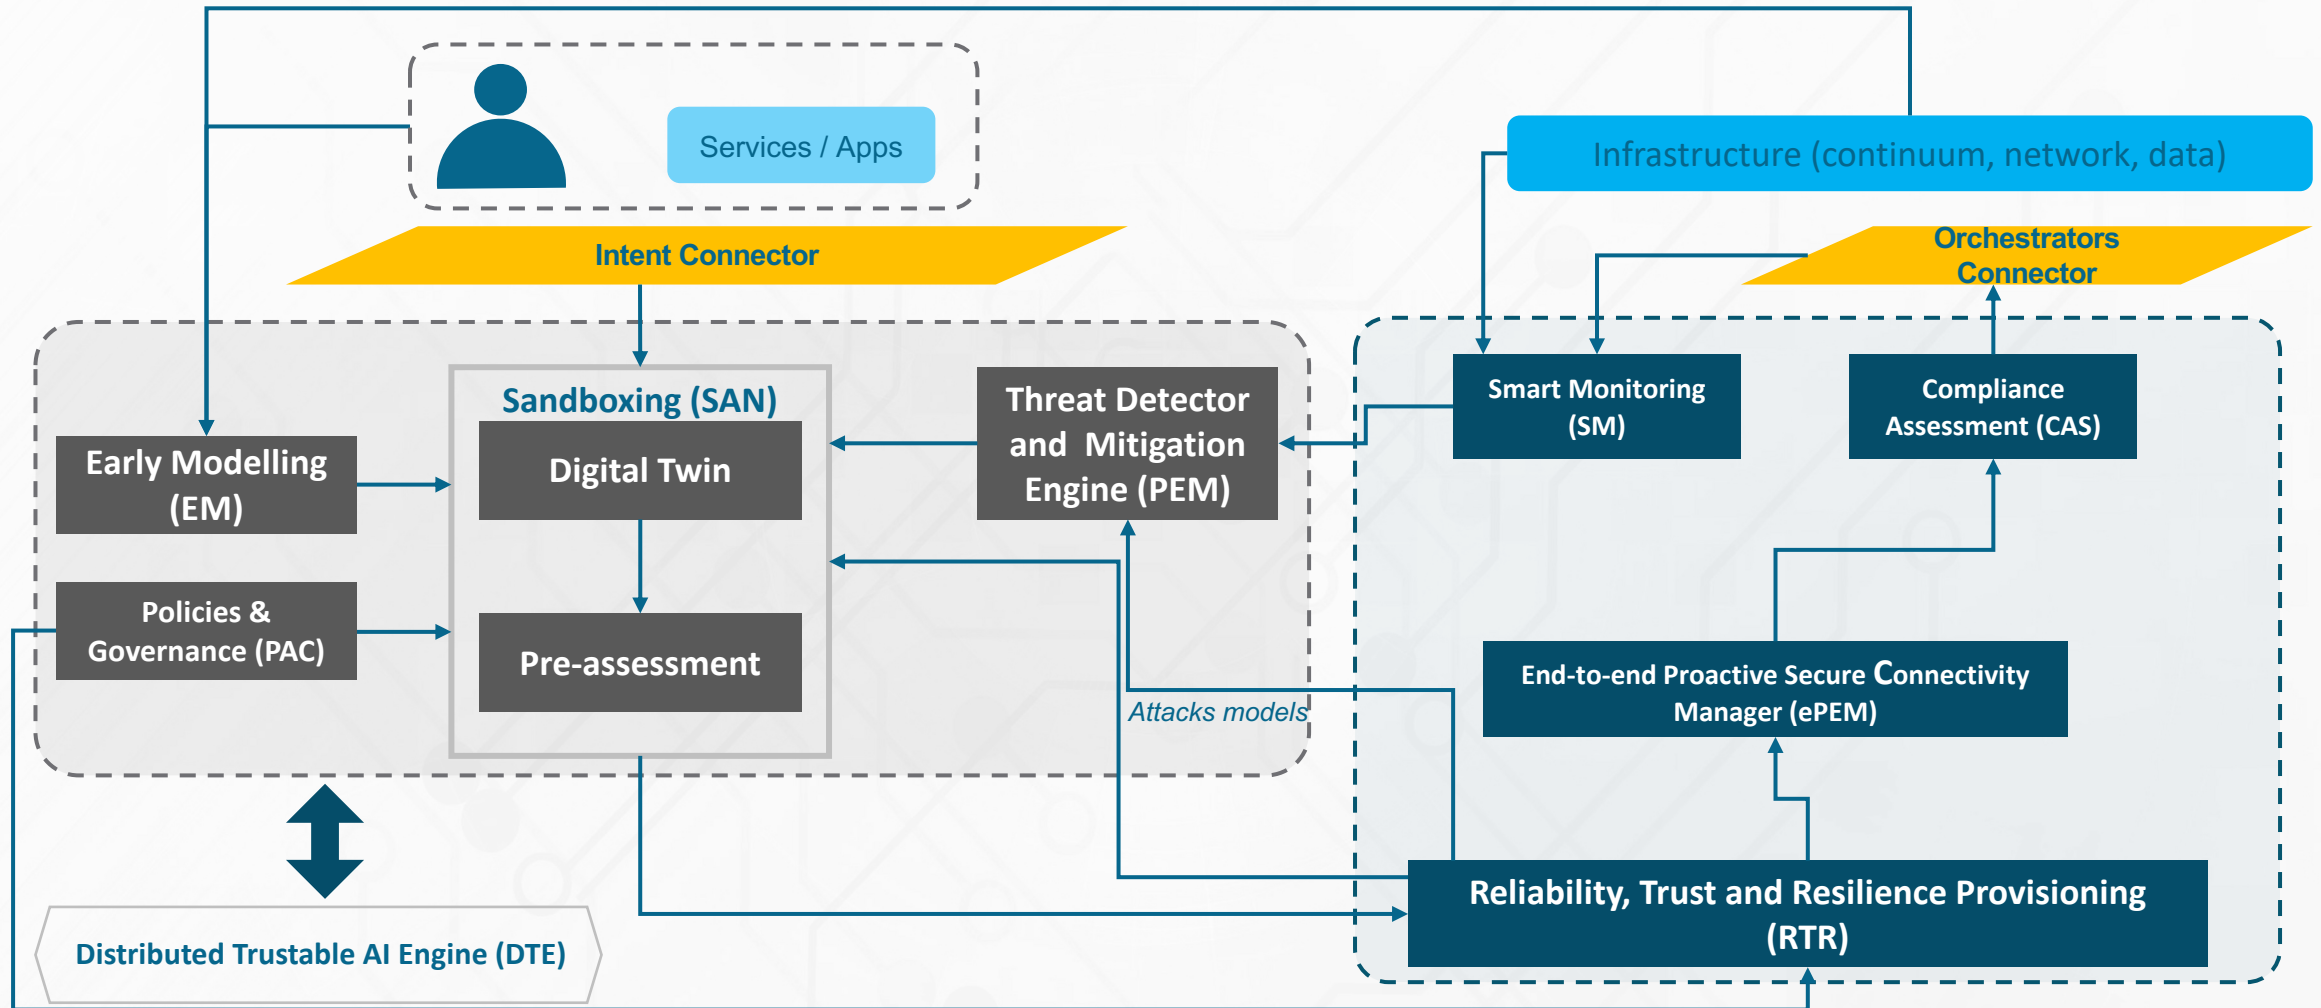 Services / Apps
Infrastructure (continuum, network, data)
Intent Connector
Orchestrators
Connector
Sandboxing (SAN)
Digital Twin
Pre-assessment
Early Modelling
(EM)
Policies &
Governance (PAC)
Threat Detector
and Mitigation
Engine (PEM)
Attacks models
Smart Monitoring
(SM)
Compliance
Assessment (CAS)
End-to-end Proactive Secure Connectivity
Manager (ePEM)
Reliability, Trust and Resilience Provisioning
(RTR)
Distributed Trustable AI Engine (DTE)